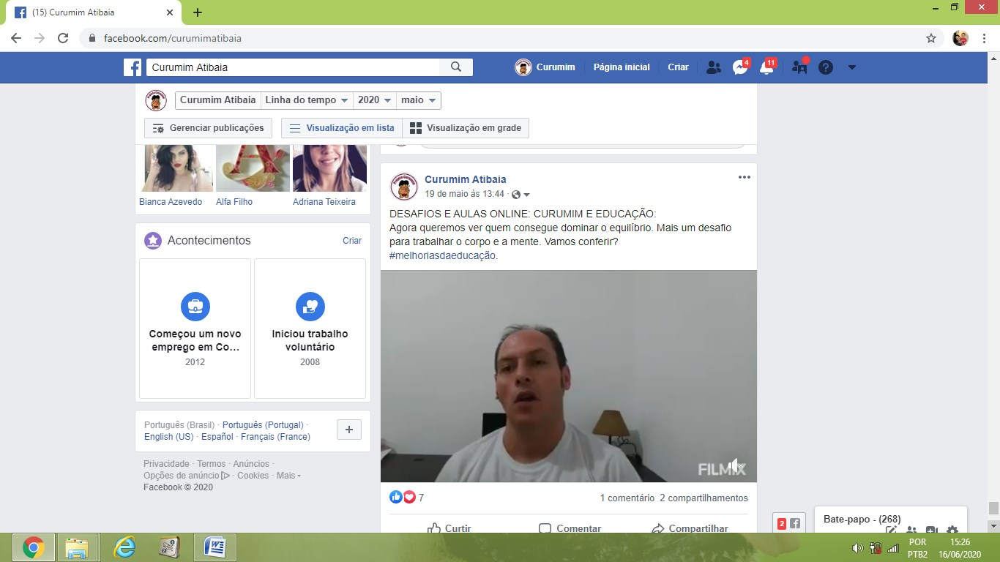 (15) Curumim Atibaia
facebook.com/curumimatibaia
Curumim Atibaia
Curumim
Página inicial
Criar
4
11
Curumim Atibaia
Linha do tempo
2020
maio
Gerenciar publicações
Visualização em lista
Visualização em grade
Bianca Azevedo
Alfa Filho
Adriana Teixeira
Acontecimentos
Criar
Começou um novo
emprego em Co...
2012
Iniciou trabalho
voluntário
2008
Português (Brasil) · Português (Portugal) ·
English (US) · Español · Français (France)
Privacidade · Termos · Anúncios ·
Opções de anúncio · Cookies · Mais
Facebook © 2020
Curumim Atibaia
19 de maio às 13:44 ·
DESAFIOS E AULAS ONLINE: CURUMIM E EDUCAÇÃO:
Agora queremos ver quem consegue dominar o equilíbrio. Mais um desafio
para trabalhar o corpo e a mente. Vamos conferir?
#melhoriasdaeducação.
FILMIX
7
1 comentário 2 compartilhamentos
Curtir
Comentar
Compartilhar
2
Bate-papo - (268)
POR
PTB2
15:26
16/06/2020